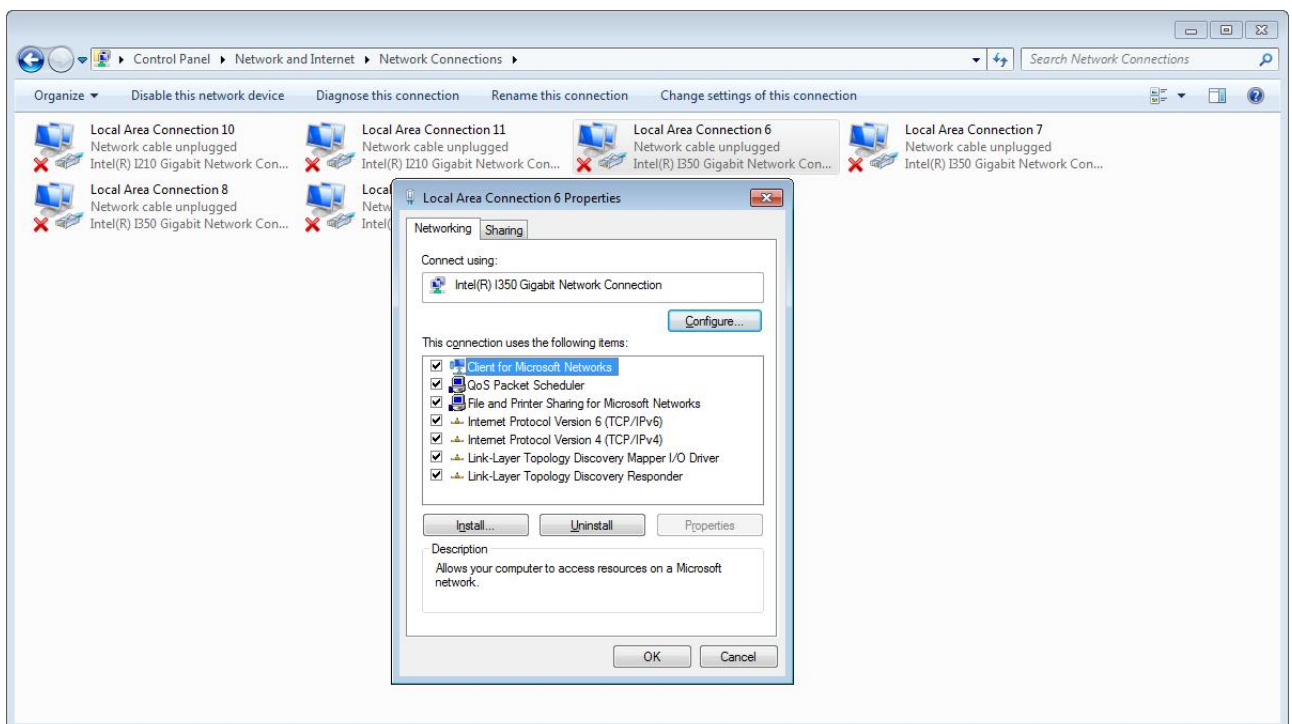 Control Panel Network and Internet Network Connections
Search Network Connections
Organize Disable this network device Diagnose this connection Rename this connection Change settings of this connection
Local Area Connection 10
Network cable unplugged
Intel(R) I210 Gigabit Network Con...
Local Area Connection 11
Network cable unplugged
Intel(R) I210 Gigabit Network Con...
Local Area Connection 6
Network cable unplugged
Intel(R) I350 Gigabit Network Con...
Local Area Connection 7
Network cable unplugged
Intel(R) I350 Gigabit Network Con...
Local Area Connection 8
Network cable unplugged
Intel(R) I350 Gigabit Network Con...
Local
Netw
Intel(
Local Area Connection 6 Properties
Networking Sharing
Connect using:
Intel(R) I350 Gigabit Network Connection
Configure...
This connection uses the following items:
Client for Microsoft Networks
QoS Packet Scheduler
File and Printer Sharing for Microsoft Networks
Internet Protocol Version 6 (TCP/IPv6)
Internet Protocol Version 4 (TCP/IPv4)
Link-Layer Topology Discovery Mapper I/O Driver
Link-Layer Topology Discovery Responder
Install... Uninstall Properties
Description
Allows your computer to access resources on a Microsoft
network.
OK Cancel